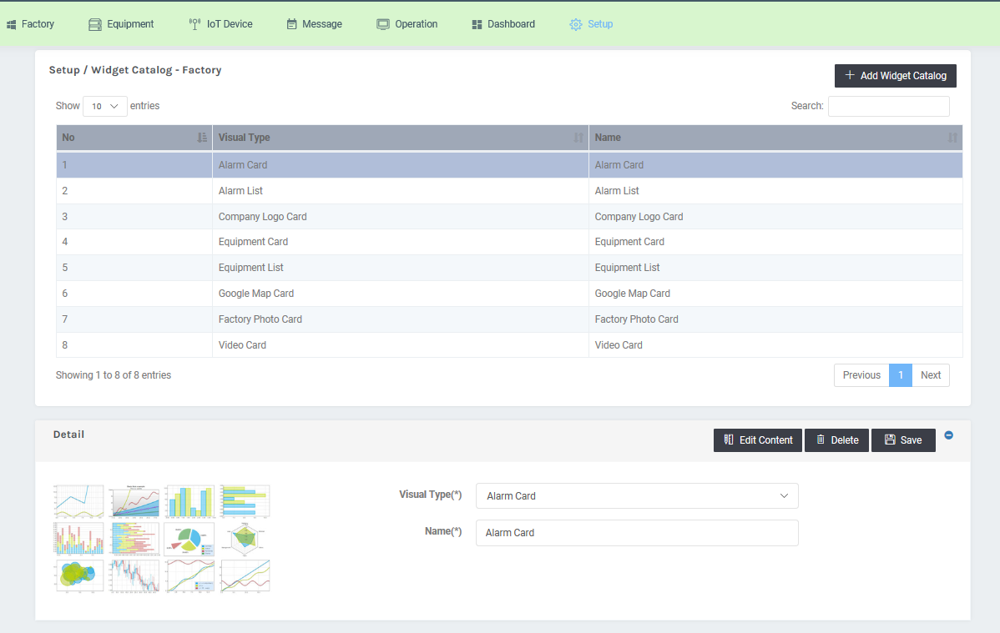 Factory Equipment IoT Device Message Operation Dashboard Setup
Setup / Widget Catalog - Factory
Add Widget Catalog
Show 10 entries Search:
No Visual Type Name
1 Alarm Card Alarm Card
2 Alarm List Alarm List
3 Company Logo Card Company Logo Card
4 Equipment Card Equipment Card
5 Equipment List Equipment List
6 Google Map Card Google Map Card
7 Factory Photo Card Factory Photo Card
8 Video Card Video Card
Showing 1 to 8 of 8 entries Previous 1 Next
Detail Edit Content Delete Save
Visual Type(*) Alarm Card
Name(*) Alarm Card